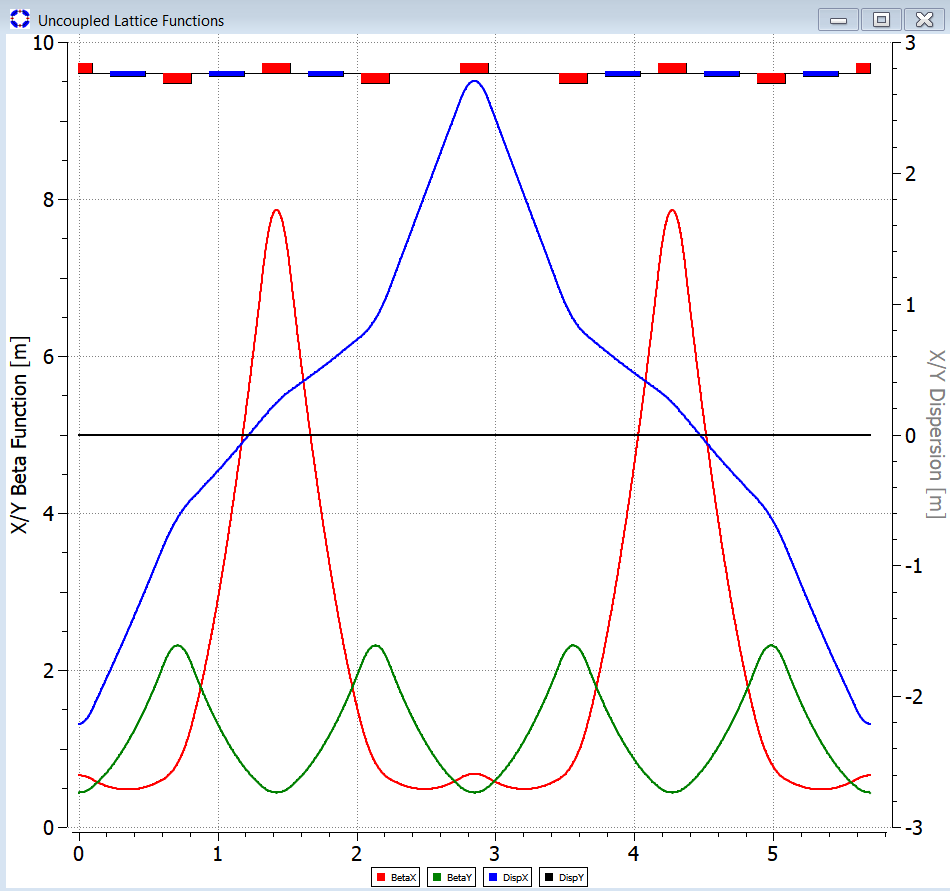 Uncoupled Lattice Functions
10
8
6
4
2
0
X/Y Beta Function [m]
3
2
1
0
-1
-2
-3
X/Y Dispersion [m]
0 1 2 3 4 5
BetaX BetaY DispX DispY